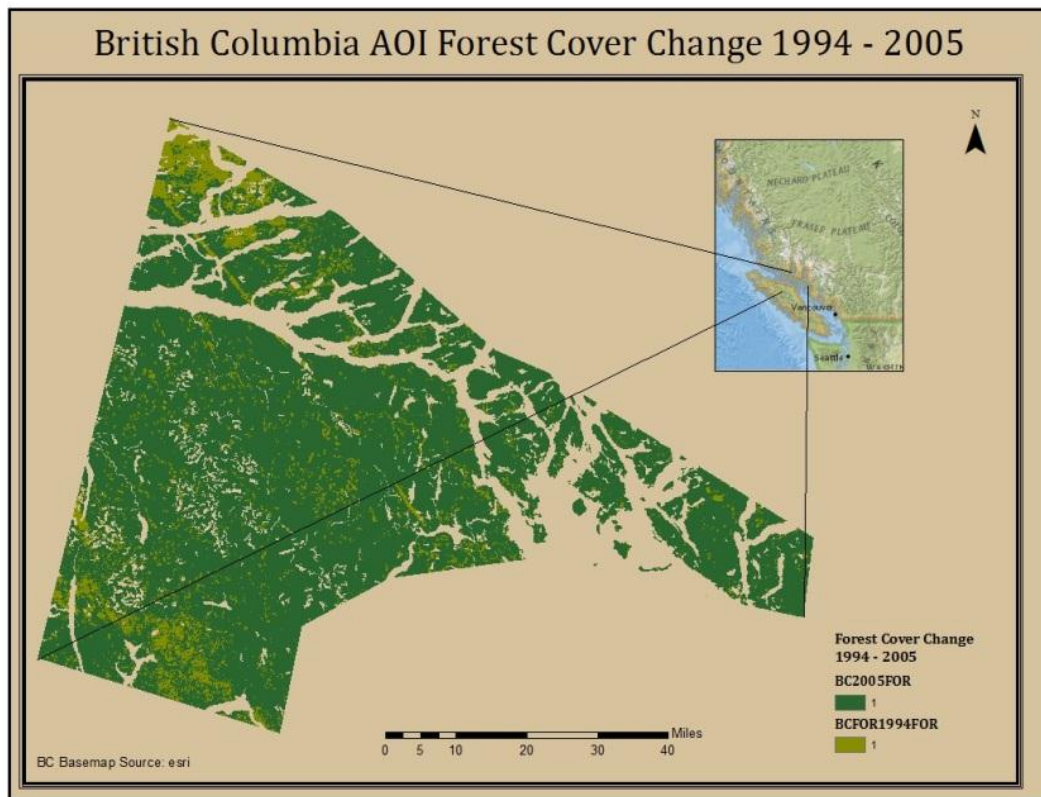 British Columbia AOI Forest Cover Change 1994 - 2005
N
NECHARO PLATEAU
FRASER PLATEAU
Vancouver
Seattle
Forest Cover Change
1994 - 2005
BC2005FOR
1
BCFOR1994FOR
1
Miles
0 5 10 20 30 40
BC Basemap Source: esri